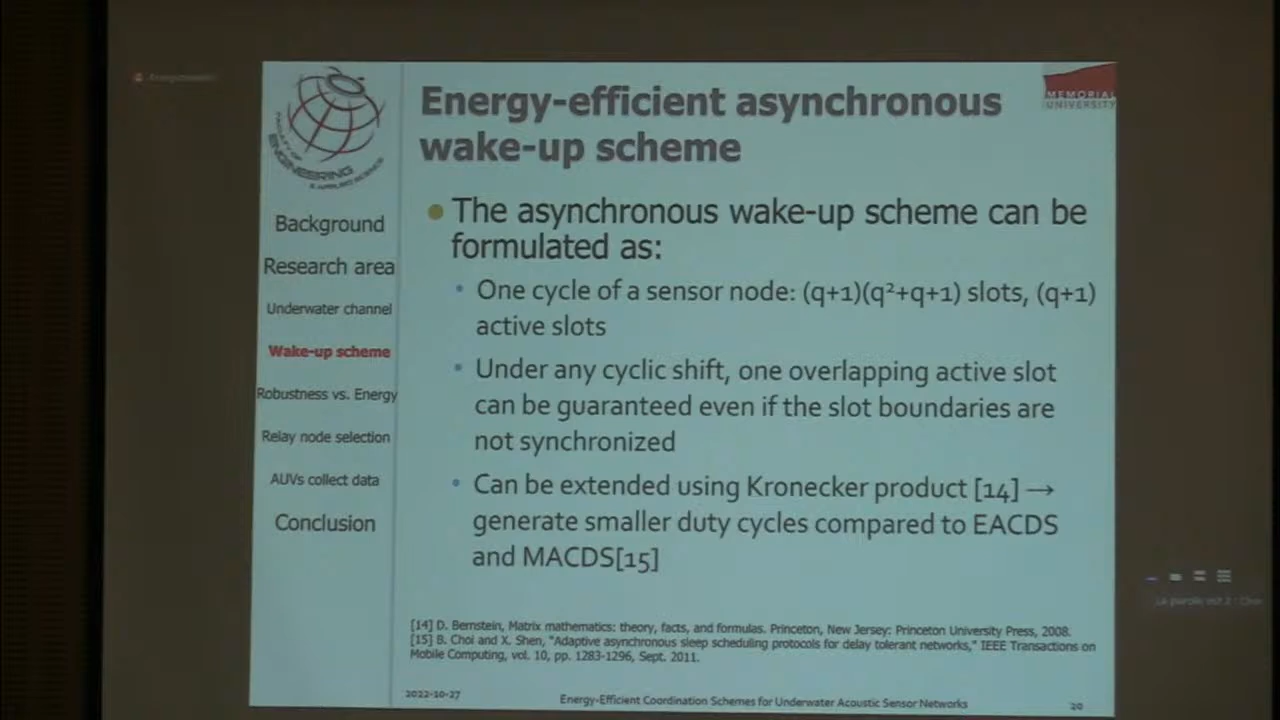 Energy-efficient asynchronous
wake-up scheme
MEMORIAL
UNIVERSITY
FACULTY OF
ENGINEERING
& APPLIED SCIENCE
Background
Research area
Underwater channel
Wake-up scheme
Robustness vs. Energy
Relay node selection
AUVs collect data
Conclusion
• The asynchronous wake-up scheme can be
formulated as:
• One cycle of a sensor node: (q+1)(q²+q+1) slots, (q+1)
active slots
• Under any cyclic shift, one overlapping active slot
can be guaranteed even if the slot boundaries are
not synchronized
• Can be extended using Kronecker product [14] →
generate smaller duty cycles compared to EACDS
and MACDS[15]
[14] D. Bernstein, Matrix mathematics: theory, facts, and formulas. Princeton, New Jersey: Princeton University Press, 2008.
[15] B. Choi and X. Shen, "Adaptive asynchronous sleep scheduling protocols for delay tolerant networks," IEEE Transactions on
Mobile Computing, vol. 10, pp. 1283-1296, Sept. 2011.
2022-10-27
Energy-Efficient Coordination Schemes for Underwater Acoustic Sensor Networks
20